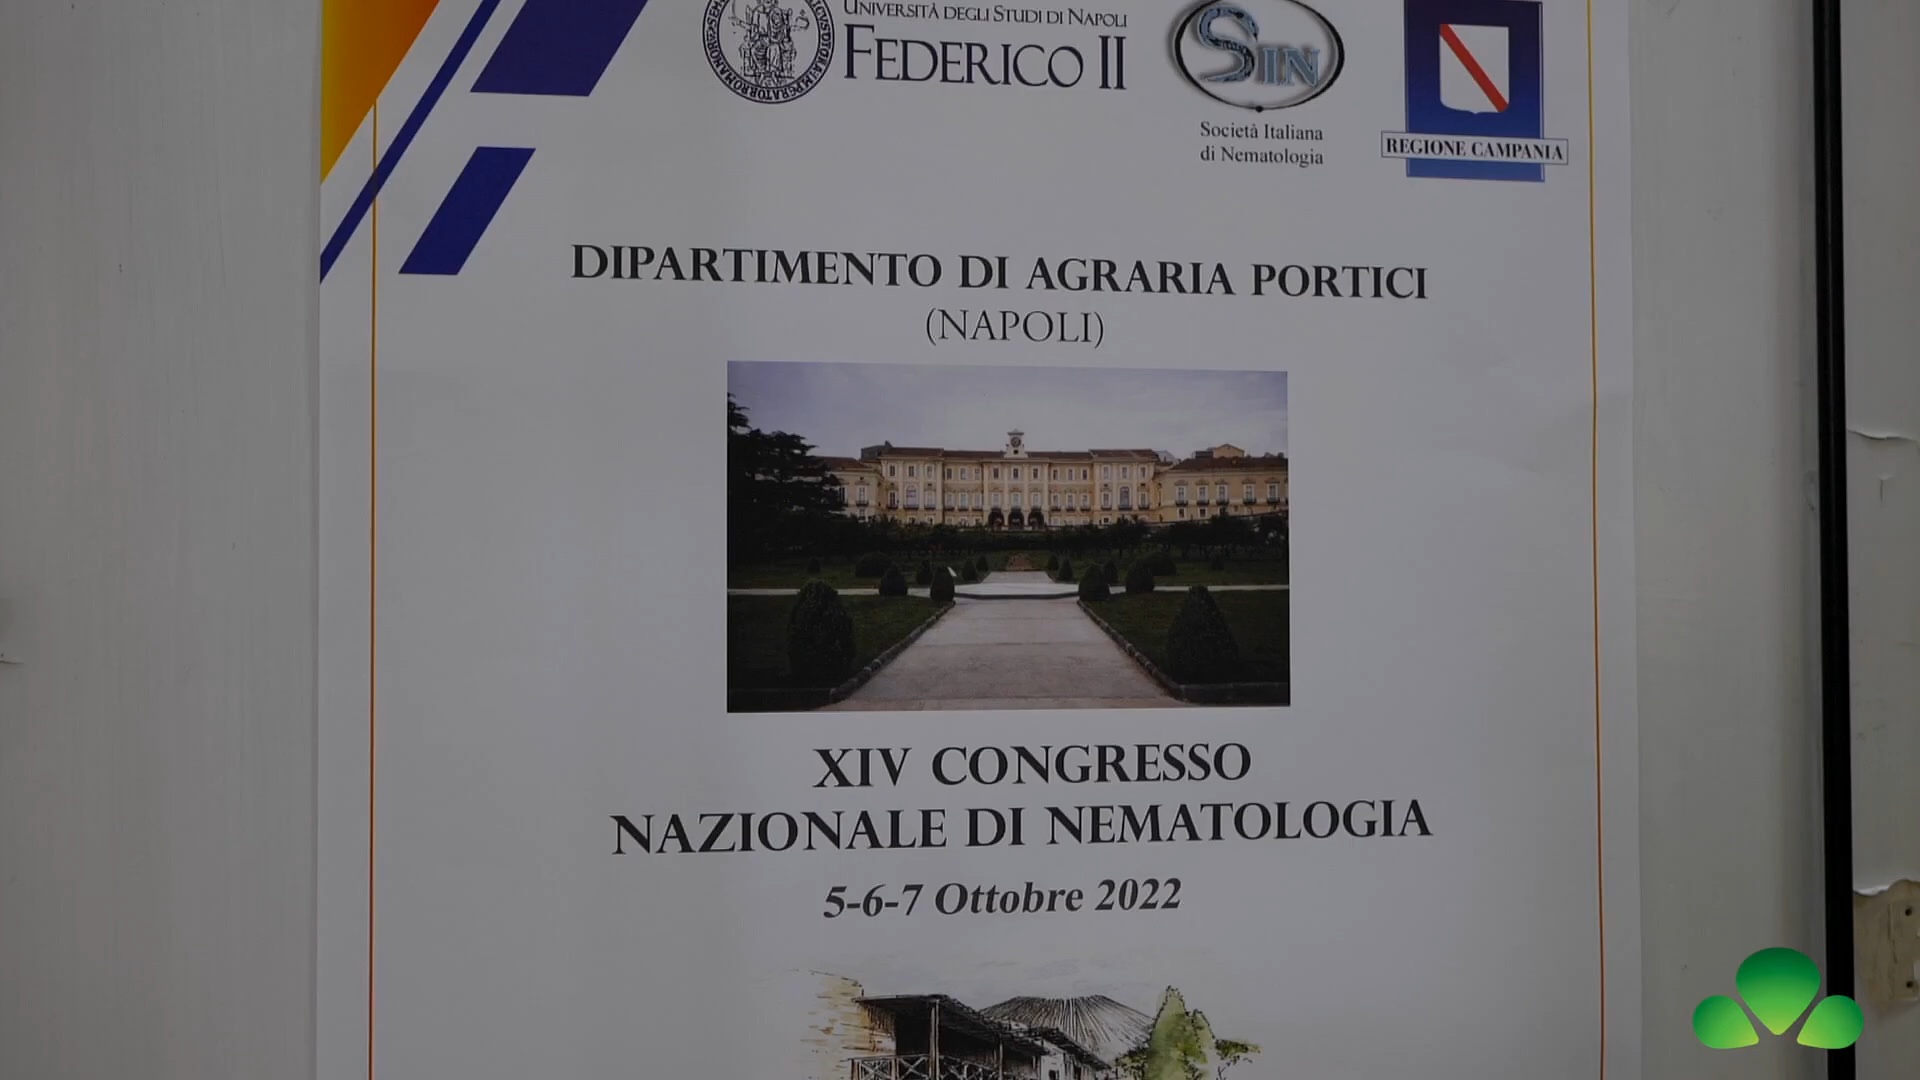 UNIVERSITÀ DEGLI STUDI DI NAPOLI
FEDERICO II
SIN
Società Italiana
di Nematologia
REGIONE CAMPANIA
DIPARTIMENTO DI AGRARIA PORTICI
(NAPOLI)
XIV CONGRESSO
NAZIONALE DI NEMATOLOGIA
5-6-7 Ottobre 2022